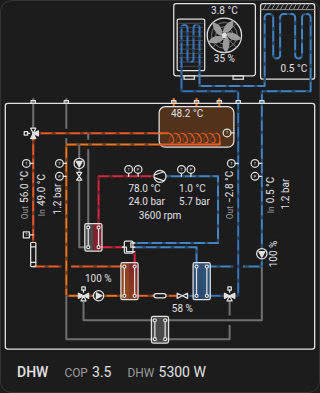 3.8 °C
35 %
0.5 °C
48.2 °C
Out 56.0 °C
In 49.0 °C
1.2 bar
78.0 °C 1.0 °C
24.0 bar 5.7 bar
3600 rpm
Out −2.8 °C
In 0.5 °C
1.2 bar
100 %
100 %
58 %
DHW COP 3.5 DHW 5300 W